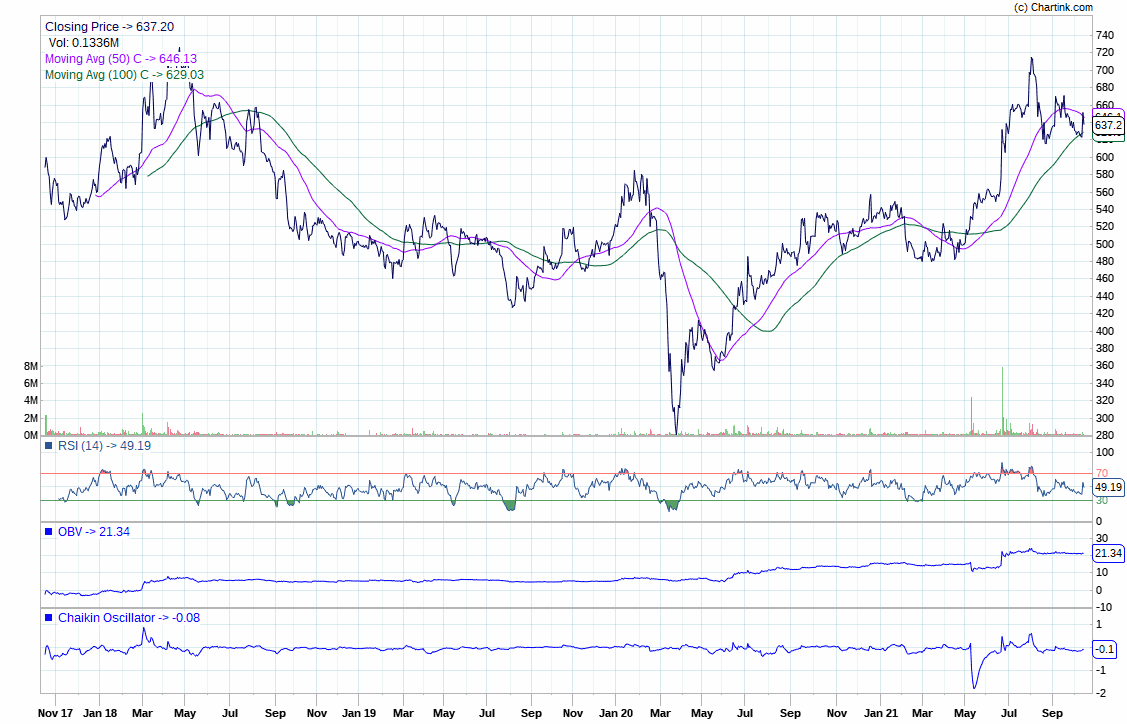 (c) Chartink.com
Closing Price -> 637.20
Vol: 0.1336M
Moving Avg (50) C -> 646.13
Moving Avg (100) C -> 629.03
740
720
700
680
660
637.2
600
580
560
540
520
500
480
460
440
420
400
380
360
340
320
300
280
8M
6M
4M
2M
0M
RSI (14) -> 49.19
100
70
49.19
30
0
OBV -> 21.34
30
21.34
10
0
-10
Chaikin Oscillator -> -0.08
1
-0.1
-1
-2
Nov 17 Jan 18 Mar May Jul Sep Nov Jan 19 Mar May Jul Sep Nov Jan 20 Mar May Jul Sep Nov Jan 21 Mar May Jul Sep